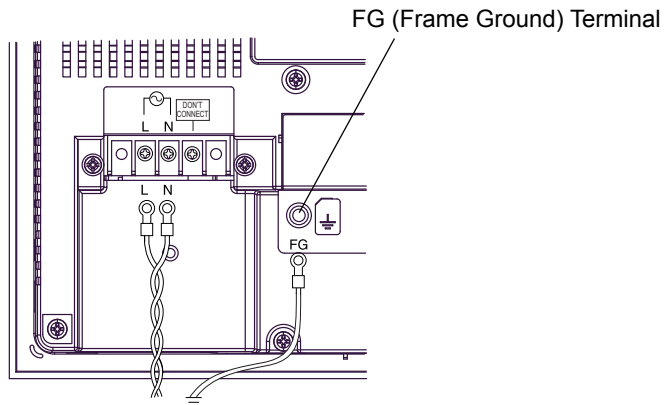 FG (Frame Ground) Terminal
DON'T
CONNECT
L N
L N
FG